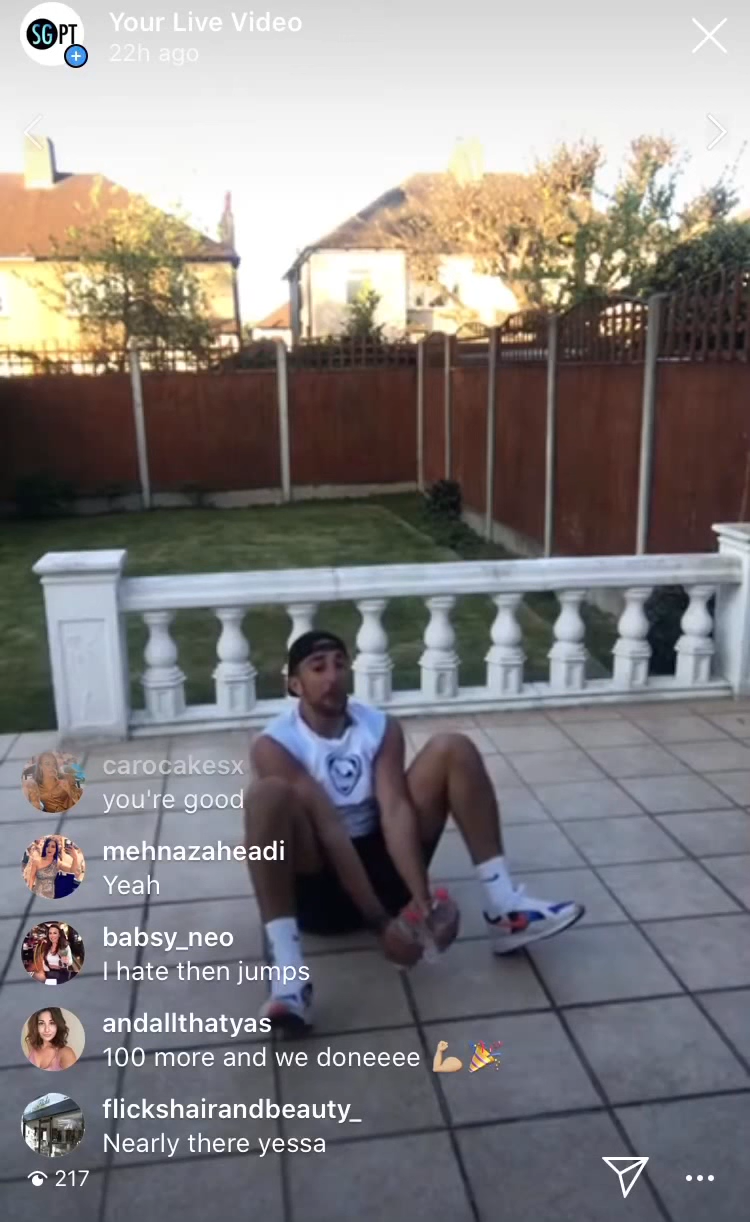 SGPT
Your Live Video
22h ago
carocakesx
you're good
mehnazaheadi
Yeah
babsy_neo
I hate then jumps
andallthatyas
100 more and we doneeee 💪🏼 🎉
flickshairandbeauty_
Nearly there yessa
217